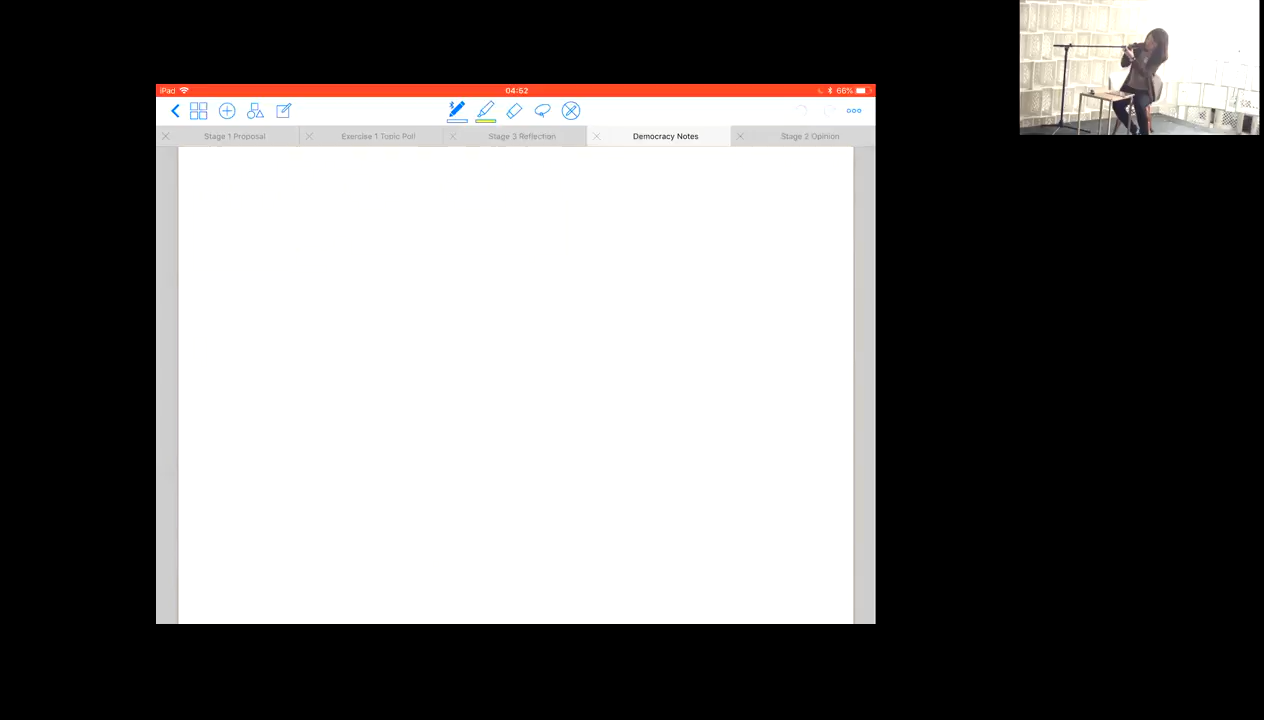 iPad 04:52 66%
Stage 1 Proposal Exercise 1 Topic Poll Stage 3 Reflection Democracy Notes Stage 2 Opinion